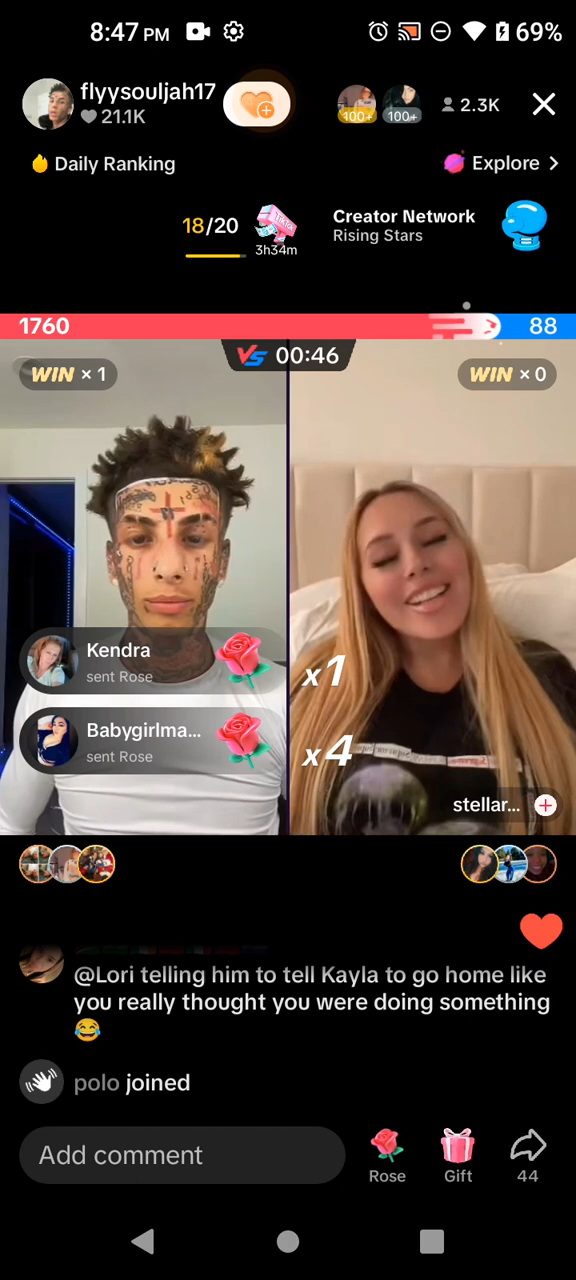 8:47 PM
69%
flyysouljah17
21.1K
100+
100+
2.3K
Daily Ranking
Explore >
18/20
TikTok
3h34m
Creator Network
Rising Stars
1760
88
VS 00:46
WIN × 1
WIN × 0
Kendra
sent Rose
x1
Babygirlma...
sent Rose
x4
stellar...
@Lori telling him to tell Kayla to go home like
you really thought you were doing something
😂
polo joined
Add comment
Rose
Gift
44